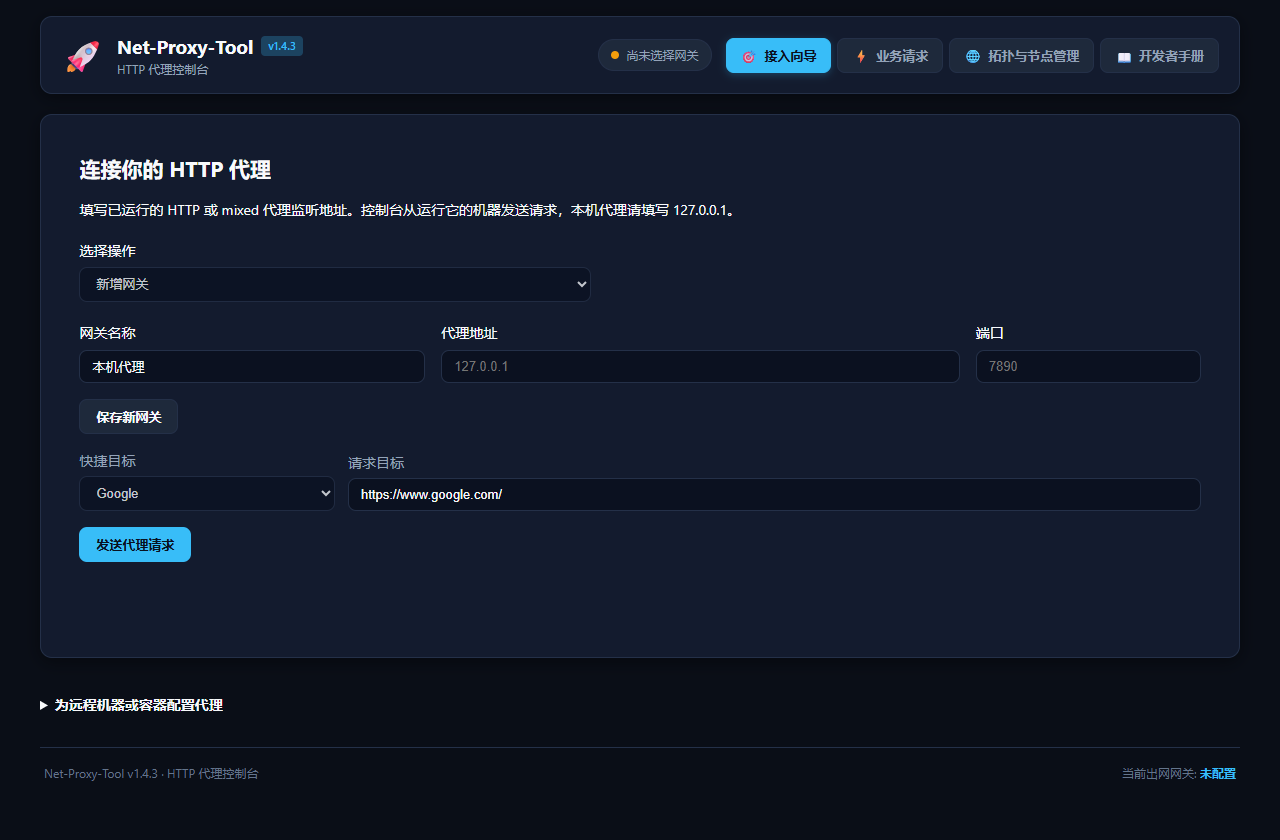 Net-Proxy-Tool v1.4.3
HTTP 代理控制台
尚未选择网关
接入向导
业务请求
拓扑与节点管理
开发者手册
连接你的 HTTP 代理
填写已运行的 HTTP 或 mixed 代理监听地址。控制台从运行它的机器发送请求，本机代理请填写 127.0.0.1。
选择操作
新增网关
网关名称 代理地址 端口
本机代理 127.0.0.1 7890
保存新网关
快捷目标 请求目标
Google https://www.google.com/
发送代理请求
为远程机器或容器配置代理
Net-Proxy-Tool v1.4.3 · HTTP 代理控制台 当前出网网关: 未配置